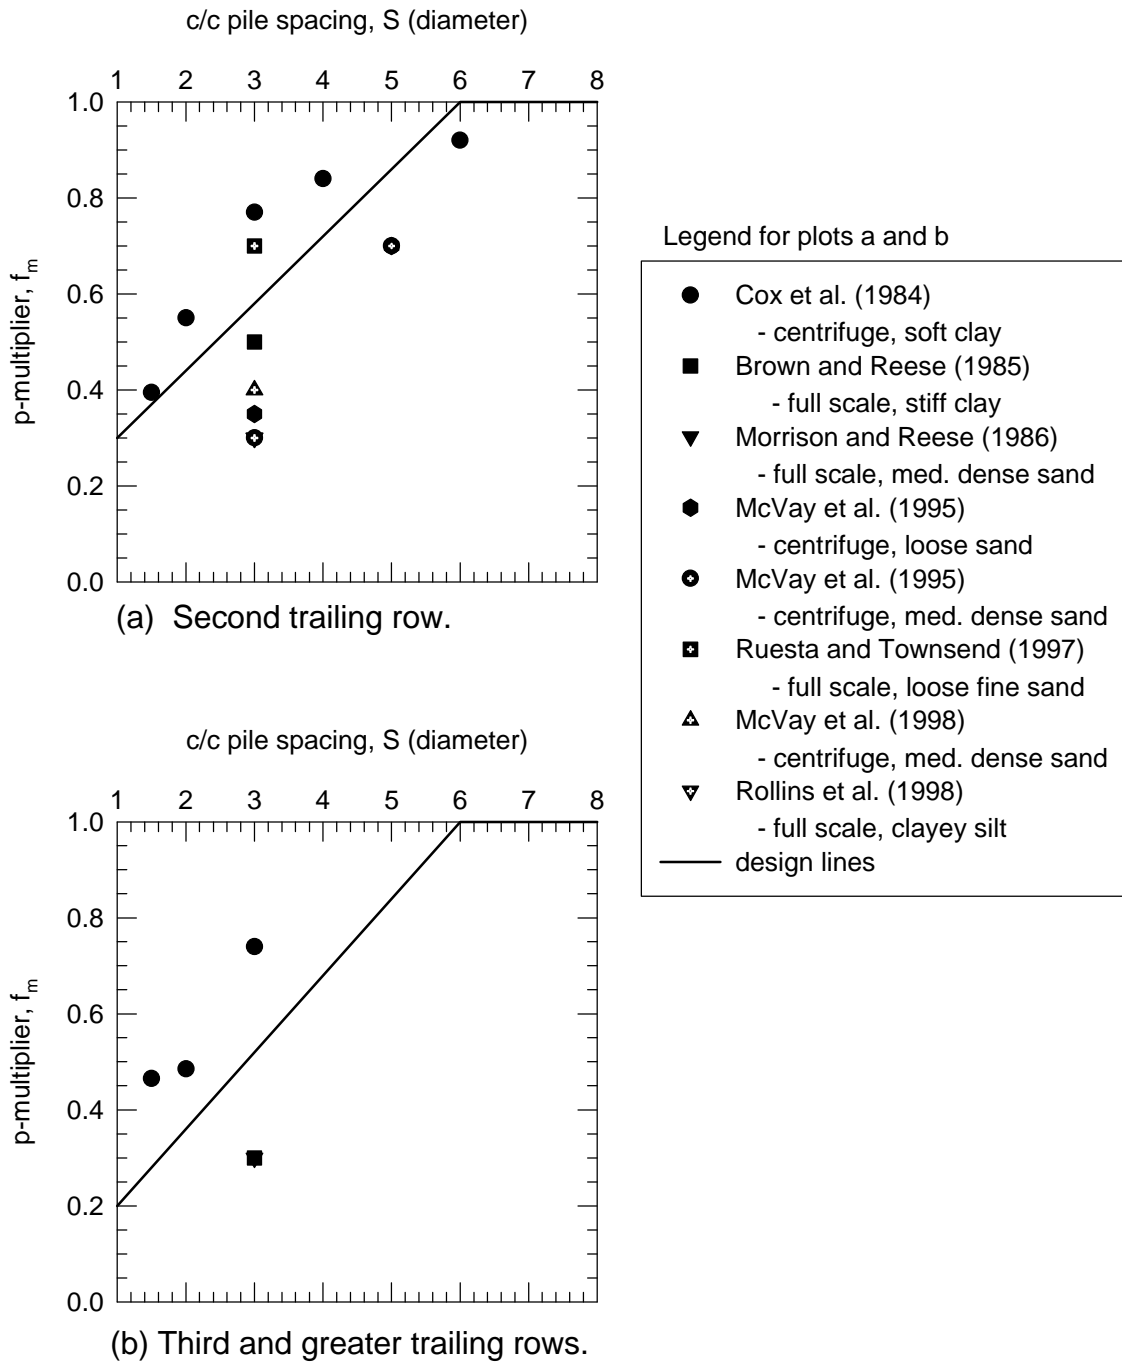 c/c pile spacing, S (diameter)
1 2 3 4 5 6 7 8
1.0
0.8
0.6
0.4
0.2
0.0
p-multiplier, f_m
(a) Second trailing row.
Legend for plots a and b
Cox et al. (1984)
- centrifuge, soft clay
Brown and Reese (1985)
- full scale, stiff clay
Morrison and Reese (1986)
- full scale, med. dense sand
McVay et al. (1995)
- centrifuge, loose sand
McVay et al. (1995)
- centrifuge, med. dense sand
Ruesta and Townsend (1997)
- full scale, loose fine sand
McVay et al. (1998)
- centrifuge, med. dense sand
Rollins et al. (1998)
- full scale, clayey silt
design lines
c/c pile spacing, S (diameter)
1 2 3 4 5 6 7 8
1.0
0.8
0.6
0.4
0.2
0.0
p-multiplier, f_m
(b) Third and greater trailing rows.